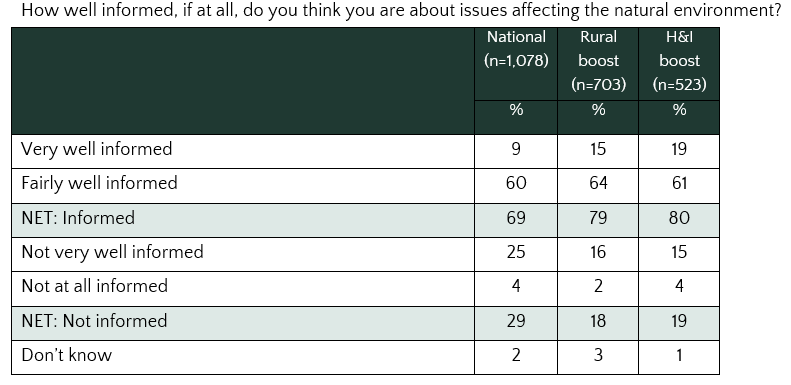 How well informed, if at all, do you think you are about issues affecting the natural environment?
National (n=1,078) Rural boost (n=703) H&I boost (n=523)
% % %
Very well informed 9 15 19
Fairly well informed 60 64 61
NET: Informed 69 79 80
Not very well informed 25 16 15
Not at all informed 4 2 4
NET: Not informed 29 18 19
Don't know 2 3 1